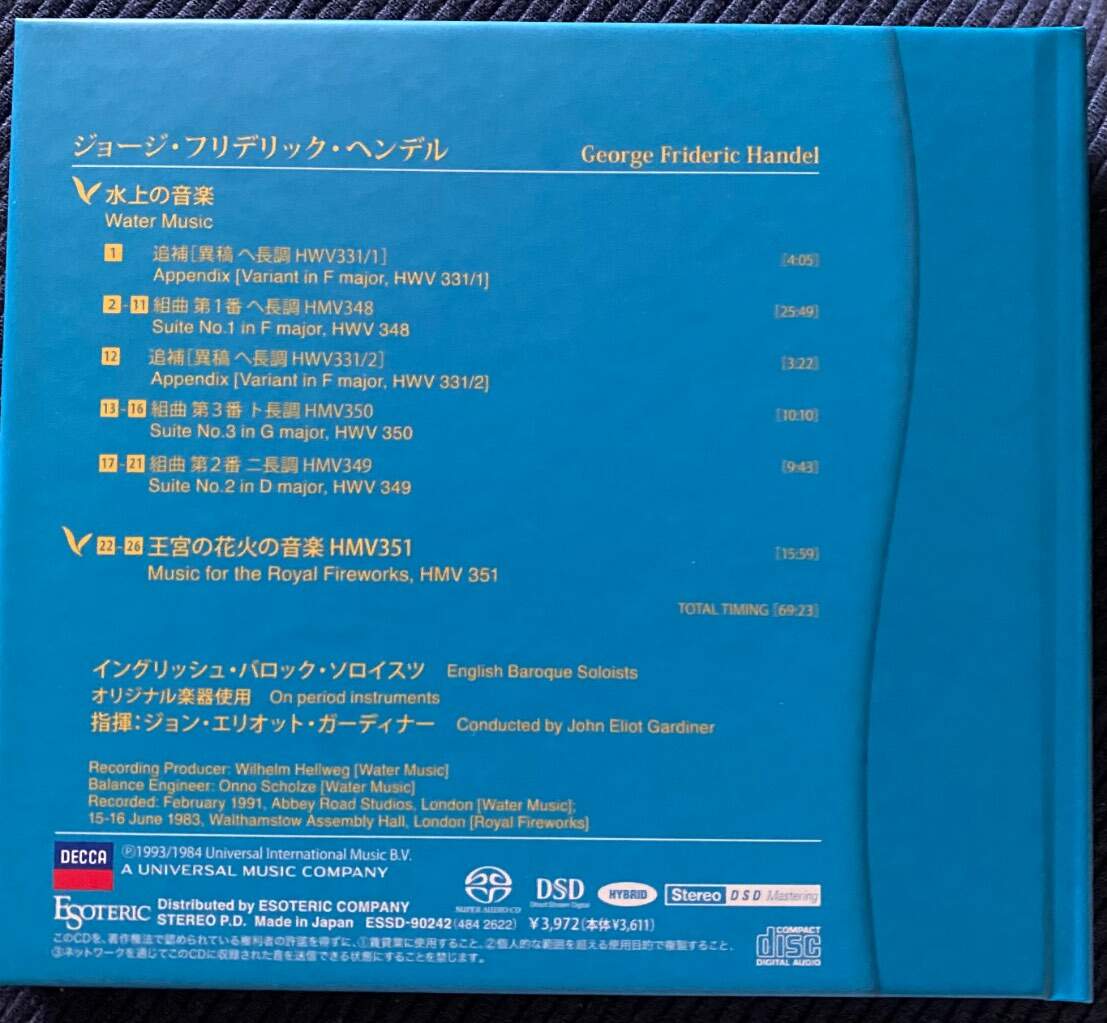 ジョージ・フリデリック・ヘンデル George Frideric Handel
水上の音楽
Water Music
1 追補[異稿 ヘ長調 HWV331/1] [4:05]
Appendix [Variant in F major, HWV 331/1]
2-11 組曲 第1番 ヘ長調 HMV348 [25:49]
Suite No.1 in F major, HWV 348
12 追補[異稿 ヘ長調 HWV331/2] [3:22]
Appendix [Variant in F major, HWV 331/2]
13-16 組曲 第3番 ト長調 HMV350 [10:10]
Suite No.3 in G major, HWV 350
17-21 組曲 第2番 ニ長調 HMV349 [9:43]
Suite No.2 in D major, HWV 349
22-26 王宮の花火の音楽 HMV351 [15:59]
Music for the Royal Fireworks, HMV 351
TOTAL TIMING [69:23]
イングリッシュ・バロック・ソロイスツ English Baroque Soloists
オリジナル楽器使用 On period instruments
指揮：ジョン・エリオット・ガーディナー Conducted by John Eliot Gardiner
Recording Producer: Wilhelm Hellweg [Water Music]
Balance Engineer: Onno Scholze [Water Music]
Recorded: February 1991, Abbey Road Studios, London [Water Music];
15-16 June 1983, Walthamstow Assembly Hall, London [Royal Fireworks]
DECCA ℗1993/1984 Universal International Music B.V.
A UNIVERSAL MUSIC COMPANY
SUPER AUDIO CD DSD Direct Stream Digital HYBRID Stereo DSD Mastering
ESOTERIC Distributed by ESOTERIC COMPANY
STEREO P.D. Made in Japan ESSD-90242(484 2622) ¥3,972(本体¥3,611)
このCDを、著作権法で認められている権利者の許諾を得ずに、①賃貸業に使用すること、②個人的な範囲を超える使用目的で複製すること、
③ネットワークを通じてこのCDに収録された音を送信できる状態にすることを禁じます。
COMPACT
disc
DIGITAL AUDIO